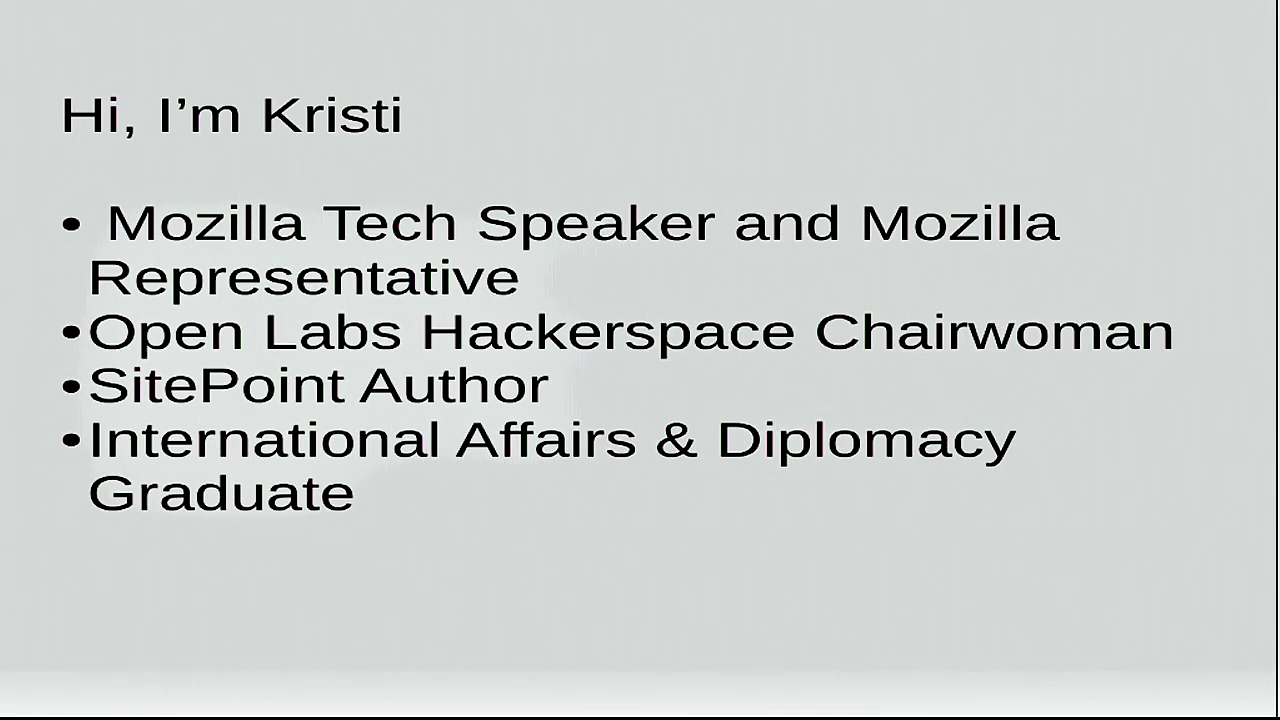 Hi, I’m Kristi
• Mozilla Tech Speaker and Mozilla
Representative
•Open Labs Hackerspace Chairwoman
•SitePoint Author
•International Affairs & Diplomacy
Graduate